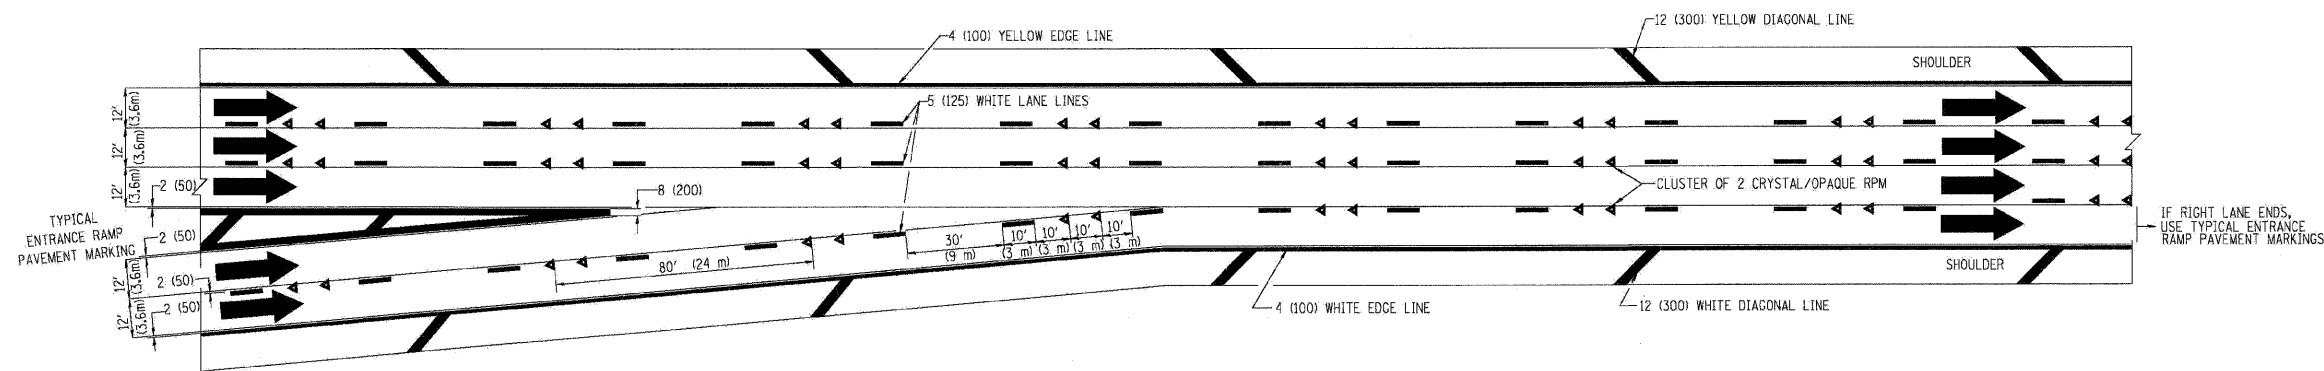 12 (300) YELLOW DIAGONAL LINE
4 (100) YELLOW EDGE LINE
SHOULDER
5 (125) WHITE LANE LINES
12'
(3.6m)
12'
(3.6m)
12'
(3.6m)
2 (50)
8 (200)
CLUSTER OF 2 CRYSTAL/OPAQUE RPM
TYPICAL
ENTRANCE RAMP
PAVEMENT MARKING
IF RIGHT LANE ENDS,
USE TYPICAL ENTRANCE
RAMP PAVEMENT MARKINGS
2 (50)
30'
(9 m)
10'
(3 m)
10'
(3 m)
10'
(3 m)
10'
(3 m)
80' (24 m)
SHOULDER
12'
(3.6m)
2 (50)
12'
(3.6m)
2 (50)
4 (100) WHITE EDGE LINE
12 (300) WHITE DIAGONAL LINE